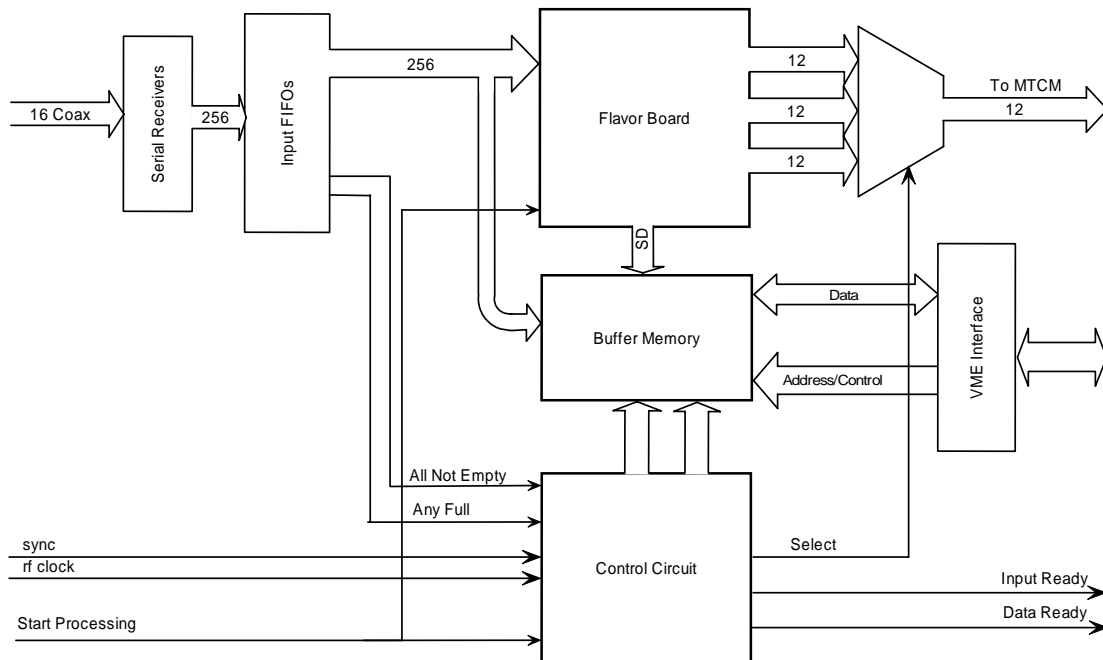 16 Coax
Serial Receivers
256
Input FIFOs
256
Flavor Board
12
12
12
To MTCM
12
SD
Buffer Memory
Data
Address/Control
VME Interface
All Not Empty
Any Full
sync
rf clock
Start Processing
Control Circuit
Select
Input Ready
Data Ready